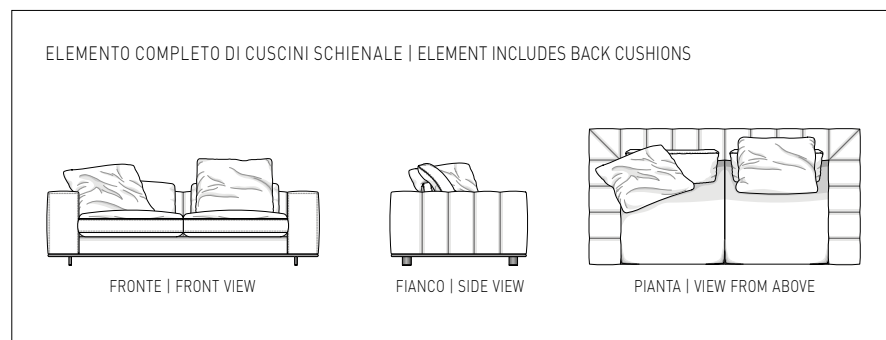 ELEMENTO COMPLETO DI CUSCINI SCHIENALE | ELEMENT INCLUDES BACK CUSHIONS
FRONTE | FRONT VIEW
FIANCO | SIDE VIEW
PIANTA | VIEW FROM ABOVE